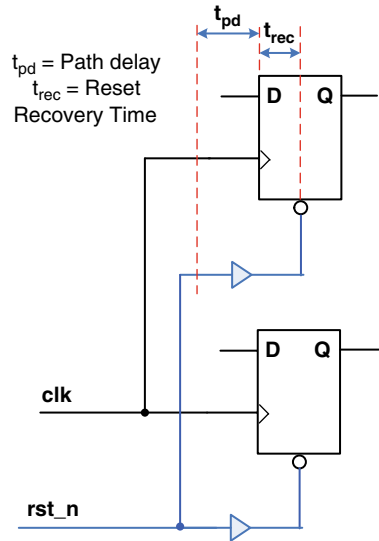 t_pd t_rec
t_pd = Path delay
t_rec = Reset
Recovery Time
D Q
D Q
clk
rst_n